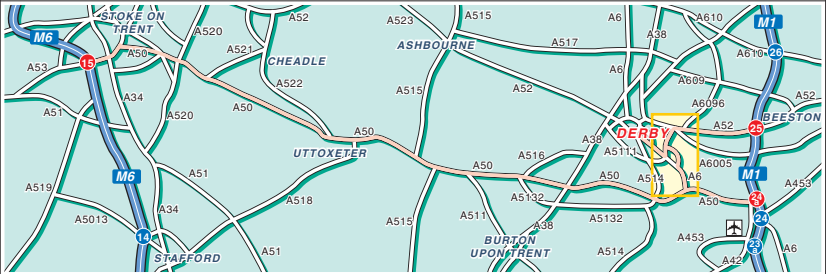 STOKE ON
TRENT
A52
A520
M6
A50
A521
CHEADLE
15
A53
A522
A34
A51
A520
A50
A523
A515
ASHBOURNE
A517
A52
A515
A6
A38
A610
M1
A610
26
A6
A609
A52
A6096
BEESTON
A52
25
DERBY
A38
A5111
A50
UTTOXETER
A50
A516
A50
A514
A6
A6005
M1
A453
A50
24
A
24
M6
A51
A519
A34
A5013
A518
14
STAFFORD
A51
A515
A511
A5132
A38
A5132
BURTON
UPON TRENT
A514
A453
A42
23
A
A6